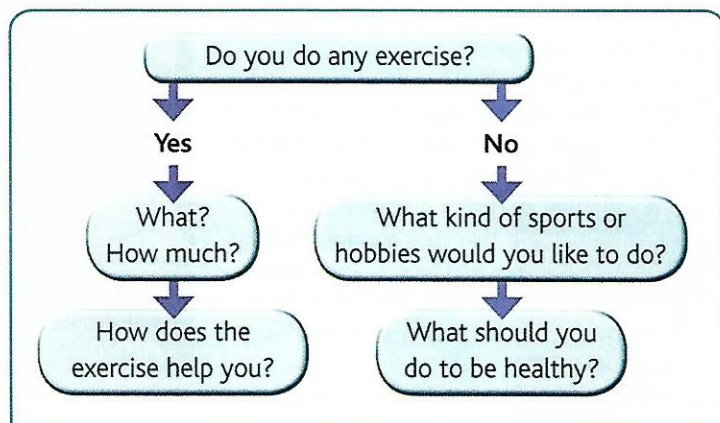 Do you do any exercise?
Yes
No
What?
How much?
What kind of sports or
hobbies would you like to do?
How does the
exercise help you?
What should you
do to be healthy?